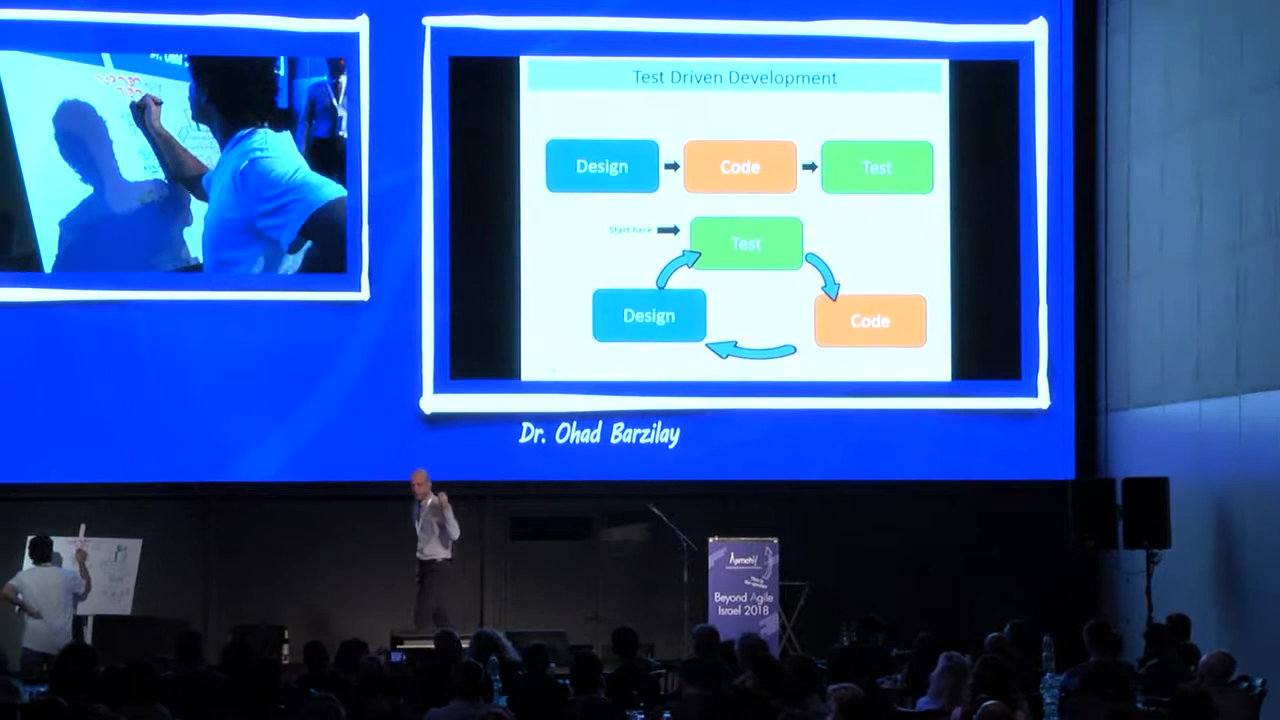 Test Driven Development
Design
Code
Test
Start here
Test
Design
Code
Dr. Ohad Barzilay
Beyond Agile
Israel 2018